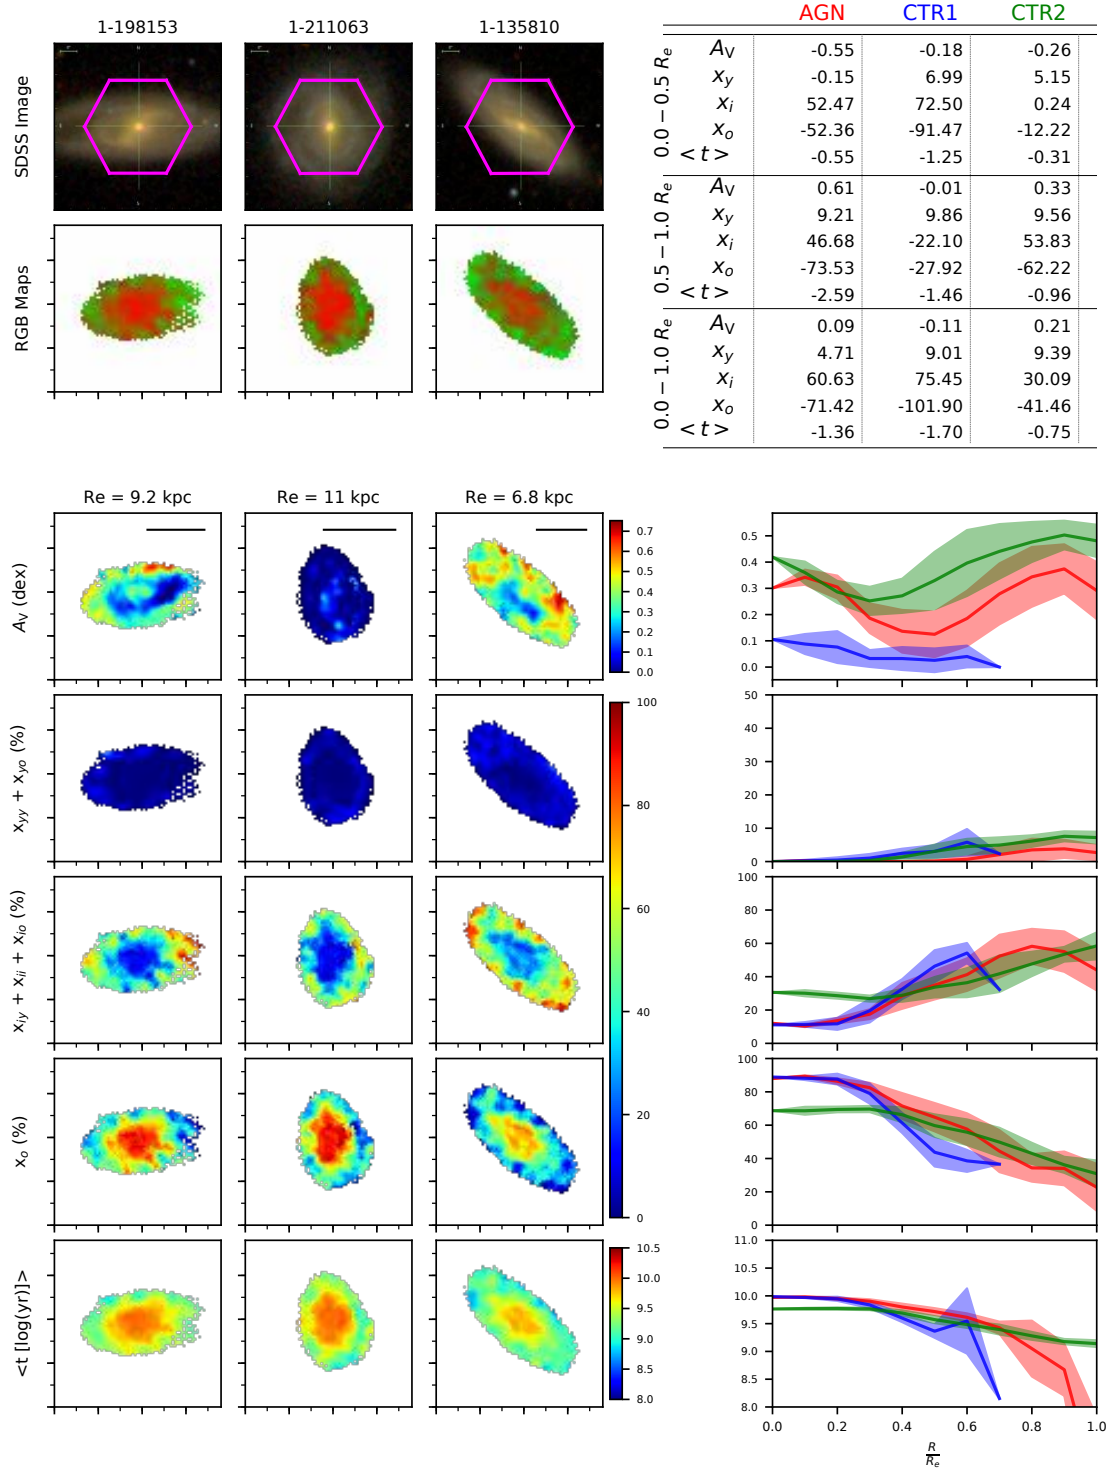 1-198153 1-211063 1-135810
SDSS Image
RGB Maps
AGN CTR1 CTR2
0.0 − 0.5 Re
AV -0.55 -0.18 -0.26
xy -0.15 6.99 5.15
xi 52.47 72.50 0.24
xo -52.36 -91.47 -12.22
<t> -0.55 -1.25 -0.31
0.5 − 1.0 Re
AV 0.61 -0.01 0.33
xy 9.21 9.86 9.56
xi 46.68 -22.10 53.83
xo -73.53 -27.92 -62.22
<t> -2.59 -1.46 -0.96
0.0 − 1.0 Re
AV 0.09 -0.11 0.21
xy 4.71 9.01 9.39
xi 60.63 75.45 30.09
xo -71.42 -101.90 -41.46
<t> -1.36 -1.70 -0.75
Re = 9.2 kpc Re = 11 kpc Re = 6.8 kpc
AV (dex)
0.7
0.6
0.5
0.4
0.3
0.2
0.1
0.0
0.5
0.4
0.3
0.2
0.1
0.0
xyy + xyo (%)
100
80
60
40
20
0
50
40
30
20
10
0
xiy + xii + xio (%)
100
80
60
40
20
0
xo (%)
100
80
60
40
20
0
<t [log(yr)]>
10.5
10.0
9.5
9.0
8.5
8.0
11.0
10.5
10.0
9.5
9.0
8.5
8.0
0.0 0.2 0.4 0.6 0.8 1.0
R
Re